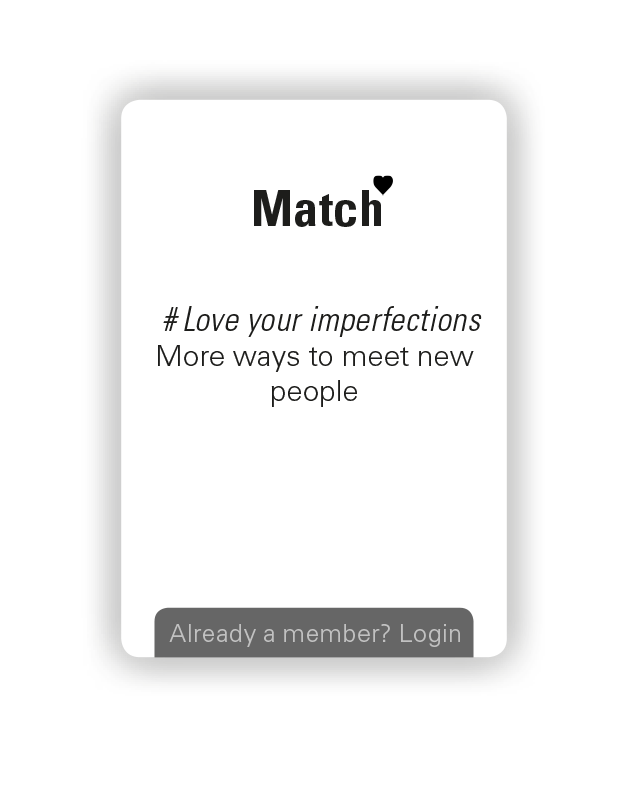 Match
# Love your imperfections
More ways to meet new
people
Already a member? Login